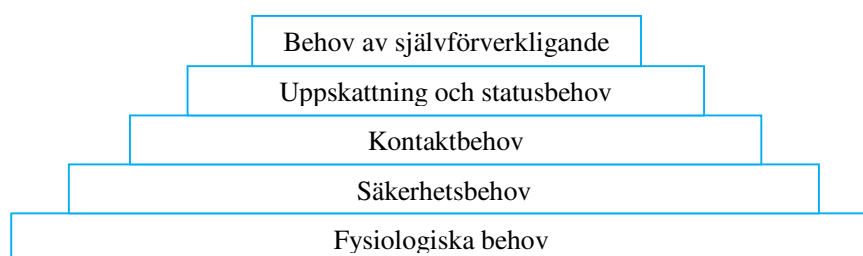 Behov av självförverkligande
Uppskattning och statusbehov
Kontaktbehov
Säkerhetsbehov
Fysiologiska behov